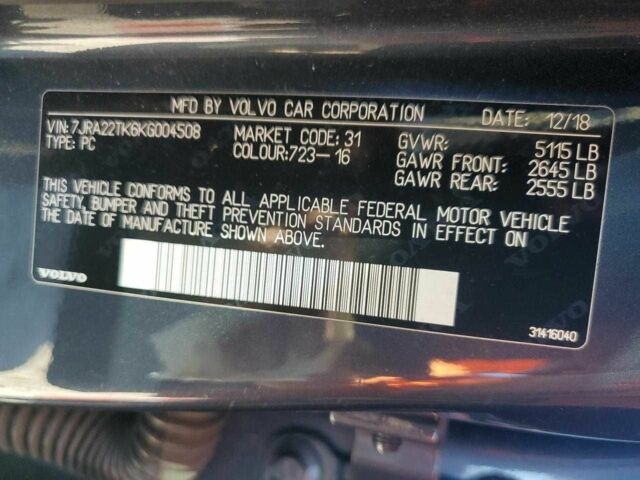 MFD BY VOLVO CAR CORPORATION DATE: 12/18
VIN: 7JRA22TK6KG004508 MARKET CODE: 31 GVWR: 5115 LB
TYPE: PC COLOUR: 723-16 GAWR FRONT: 2645 LB
GAWR REAR: 2555 LB
THIS VEHICLE CONFORMS TO ALL APPLICABLE FEDERAL MOTOR VEHICLE
SAFETY, BUMPER AND THEFT PREVENTION STANDARDS IN EFFECT ON
THE DATE OF MANUFACTURE SHOWN ABOVE.
VOLVO
31416040